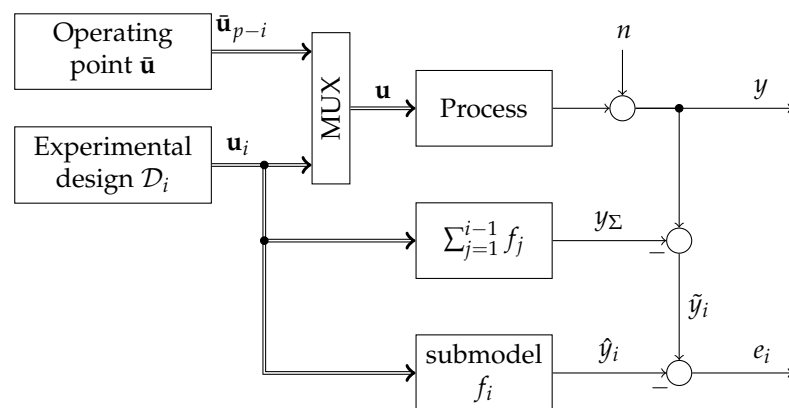 Operating
point ū
ū_{p−i}
MUX
u
Process
n
y
Experimental
design 𝒟_i
u_i
∑_{j=1}^{i−1} f_j
y_Σ
−
ỹ_i
submodel
f_i
ŷ_i
−
e_i